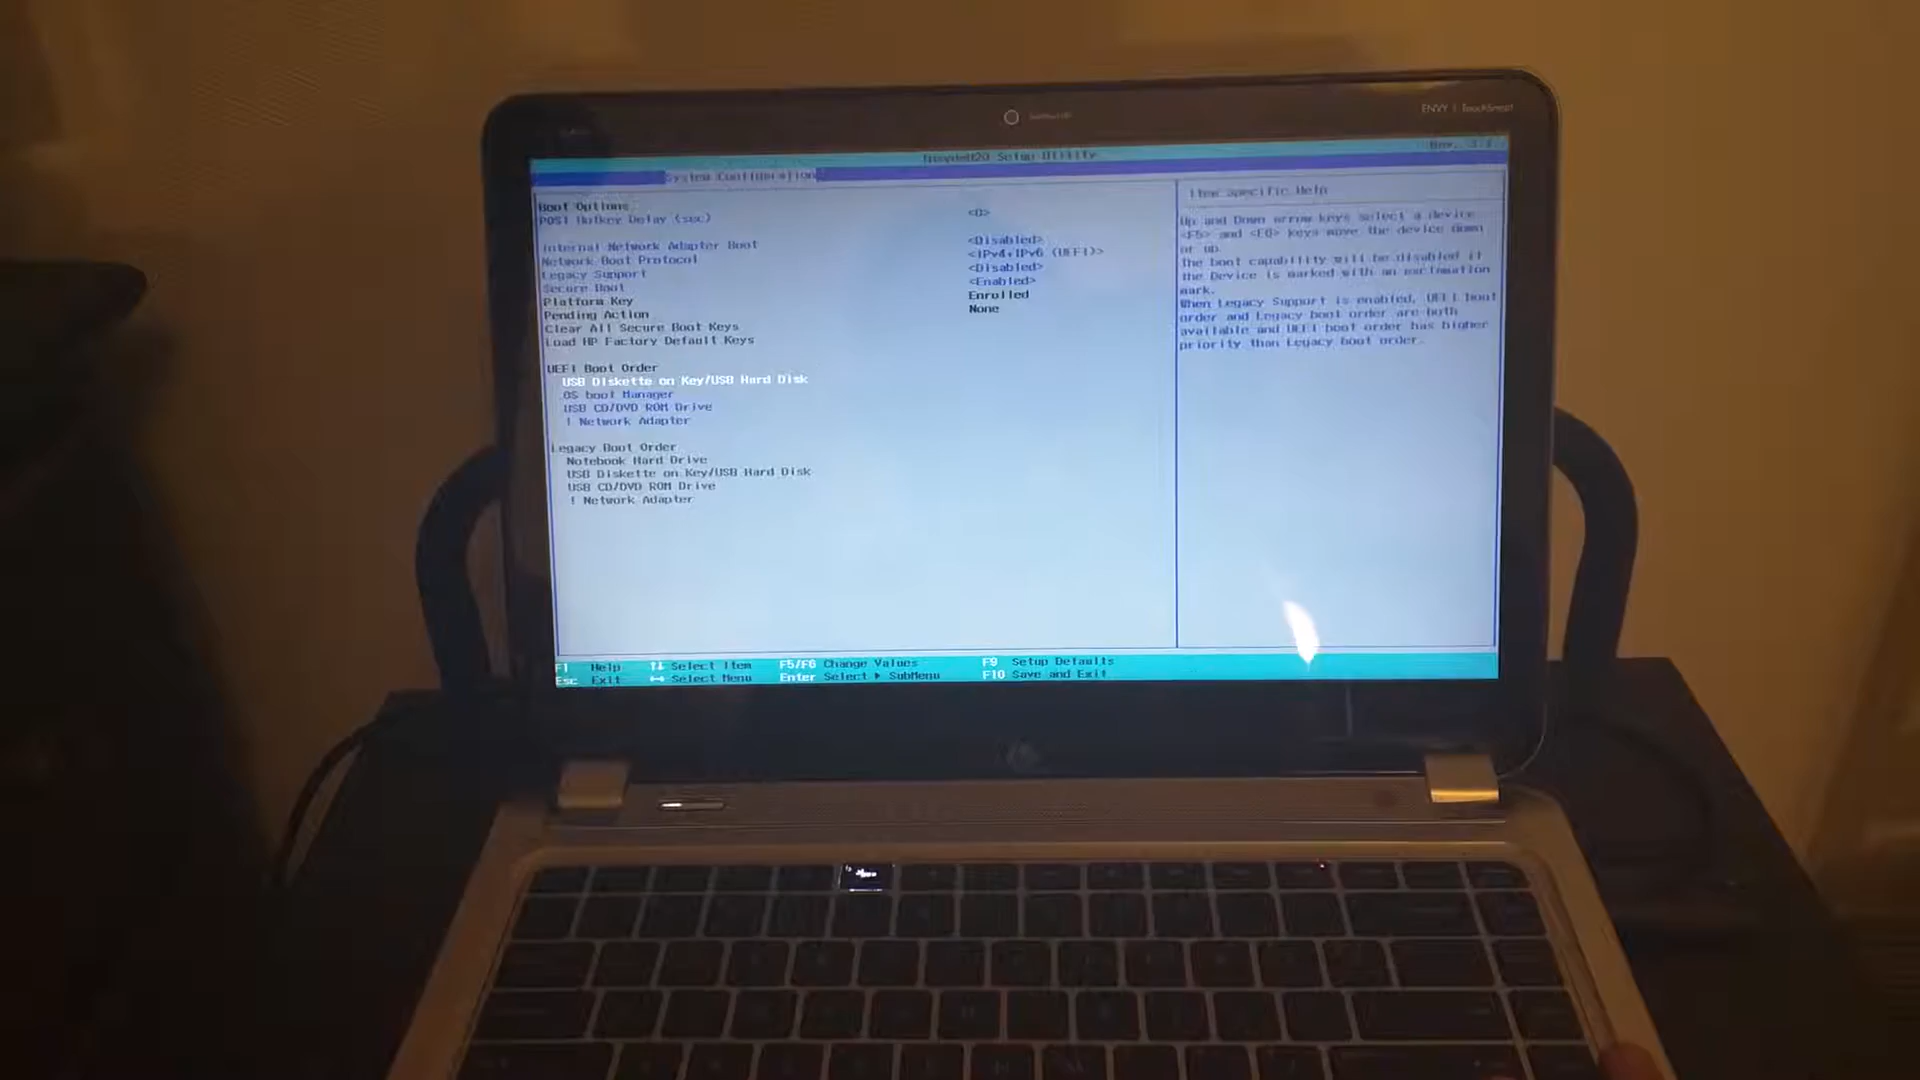 ENVY TouchSmart
InsydeH20 Setup Utility
Rev. 3.7
System Configuration
Boot Options
POST Hotkey Delay (sec) <0>
Internal Network Adapter Boot <Disabled>
Network Boot Protocol <IPv4+IPv6 (UEFI)>
Legacy Support <Disabled>
Secure Boot <Enabled>
Platform Key Enrolled
Pending Action None
Clear All Secure Boot Keys
Load HP Factory Default Keys
UEFI Boot Order
USB Diskette on Key/USB Hard Disk
OS boot Manager
USB CD/DVD ROM Drive
! Network Adapter
Legacy Boot Order
Notebook Hard Drive
USB Diskette on Key/USB Hard Disk
USB CD/DVD ROM Drive
! Network Adapter
Item Specific Help
Up and Down arrow keys select a device
<F5> and <F6> keys move the device down
or up.
The boot capability will be disabled if
the Device is marked with an exclamation
mark.
When Legacy Support is enabled, UEFI boot
order and Legacy boot order are both
available and UEFI boot order has higher
priority than Legacy boot order.
F1 Help ↑↓ Select Item F5/F6 Change Values F9 Setup Defaults
Esc Exit ↔ Select Menu Enter Select ▶ SubMenu F10 Save and Exit
hp